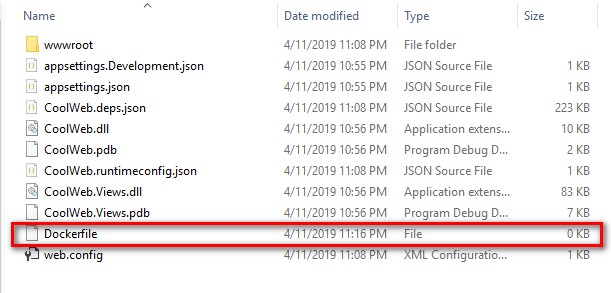 Name Date modified Type Size
wwwroot 4/11/2019 11:08 PM File folder
appsettings.Development.json 4/11/2019 10:55 PM JSON Source File 1 KB
appsettings.json 4/11/2019 10:55 PM JSON Source File 1 KB
CoolWeb.deps.json 4/11/2019 11:08 PM JSON Source File 223 KB
CoolWeb.dll 4/11/2019 10:56 PM Application extens... 10 KB
CoolWeb.pdb 4/11/2019 10:56 PM Program Debug D... 2 KB
CoolWeb.runtimeconfig.json 4/11/2019 11:08 PM JSON Source File 1 KB
CoolWeb.Views.dll 4/11/2019 10:56 PM Application extens... 83 KB
CoolWeb.Views.pdb 4/11/2019 10:56 PM Program Debug D... 7 KB
Dockerfile 4/11/2019 11:16 PM File 0 KB
web.config 4/11/2019 11:08 PM XML Configuratio... 1 KB